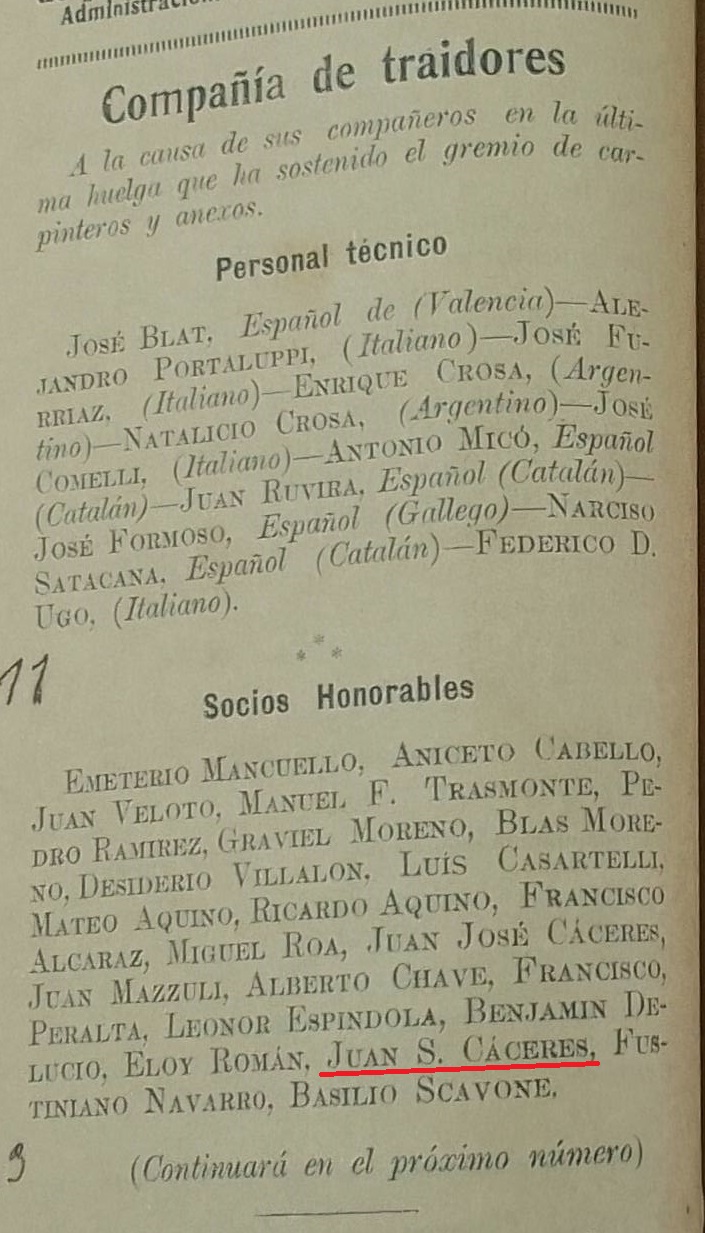 Administración
Compañía de traidores
A la causa de sus compañeros en la últi-
ma huelga que ha sostenido el gremio de car-
pinteros y anexos.
Personal técnico
JOSÉ BLAT, Español de (Valencia)—ALE-
JANDRO PORTALUPPI, (Italiano)—JOSÉ FU-
RRIAZ, (Italiano)—ENRIQUE CROSA, (Argen-
tino)—NATALICIO CROSA, (Argentino)—JOSÉ
COMELLI, (Italiano)—ANTONIO MICÓ, Español
(Catalán)—JUAN RUVIRA, Español (Catalán)—
JOSÉ FORMOSO, Español (Gallego)—NARCISO
SATACANA, Español (Catalán)—FEDERICO D.
UGO, (Italiano).
* * *
11
Socios Honorables
EMETERIO MANCUELLO, ANICETO CABELLO,
JUAN VELOTO, MANUEL F. TRASMONTE, PE-
DRO RAMIREZ, GRAVIEL MORENO, BLAS MORE-
NO, DESIDERIO VILLALON, LUÍS CASARTELLI,
MATEO AQUINO, RICARDO AQUINO, FRANCISCO
ALCARAZ, MIGUEL ROA, JUAN JOSÉ CÁCERES,
JUAN MAZZULI, ALBERTO CHAVE, FRANCISCO,
PERALTA, LEONOR ESPINDOLA, BENJAMIN DE-
LUCIO, ELOY ROMÁN, JUAN S. CÁCERES, FUS-
TINIANO NAVARRO, BASILIO SCAVONE.
9
(Continuará en el próximo número)